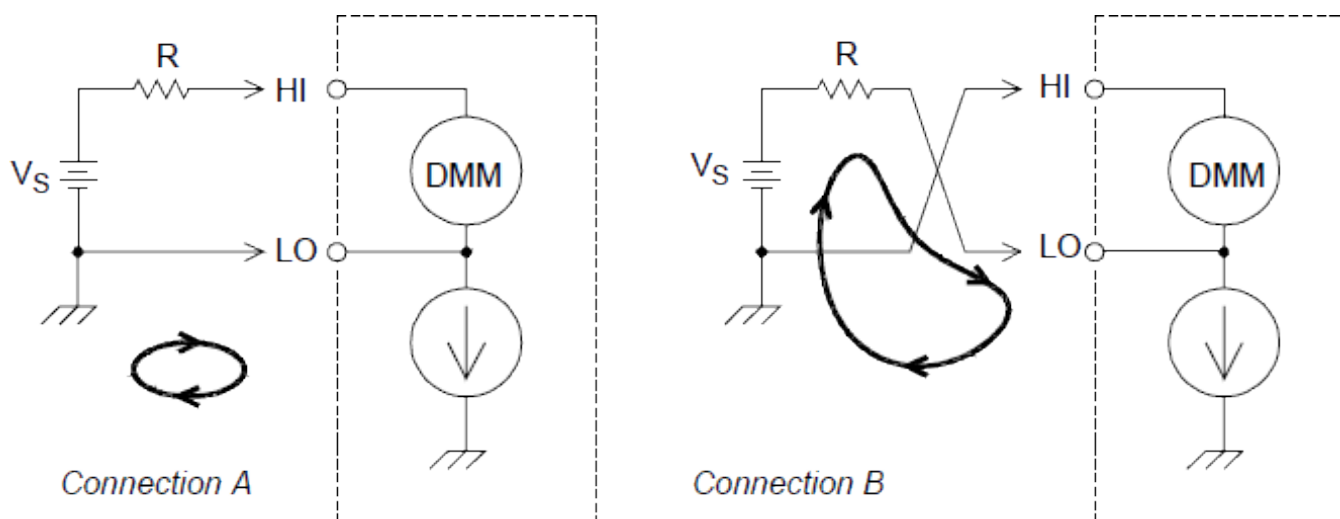 R
HI
VS
DMM
LO
Connection A
R
HI
VS
DMM
LO
Connection B